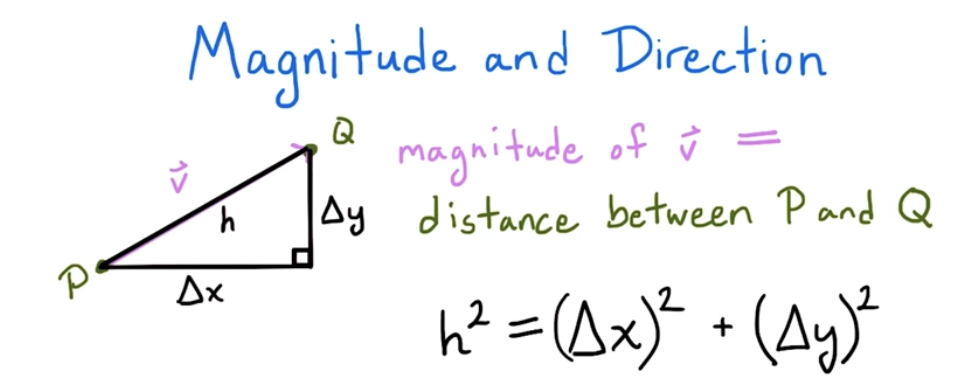 Magnitude and Direction
Q
magnitude of v⃗ =
v⃗
h
Δy
distance between P and Q
P
Δx
h² = (Δx)² + (Δy)²